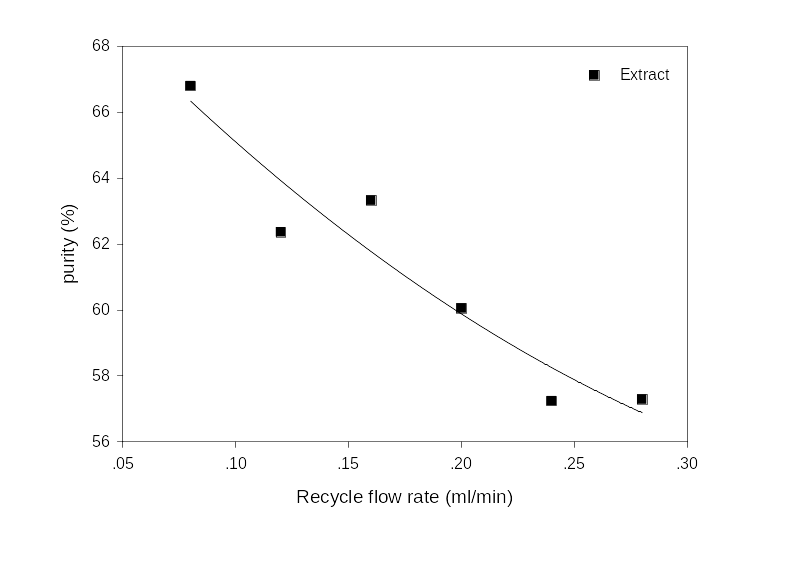 68
Extract
66
64
62
60
58
56
purity (%)
.05 .10 .15 .20 .25 .30
Recycle flow rate (ml/min)